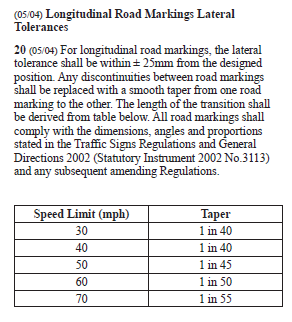 (05/04) Longitudinal Road Markings Lateral
Tolerances
20 (05/04) For longitudinal road markings, the lateral
tolerance shall be within ± 25mm from the designed
position. Any discontinuities between road markings
shall be replaced with a smooth taper from one road
marking to the other. The length of the transition shall
be derived from table below. All road markings shall
comply with the dimensions, angles and proportions
stated in the Traffic Signs Regulations and General
Directions 2002 (Statutory Instrument 2002 No.3113)
and any subsequent amending Regulations.
Speed Limit (mph) Taper
30 1 in 40
40 1 in 40
50 1 in 45
60 1 in 50
70 1 in 55